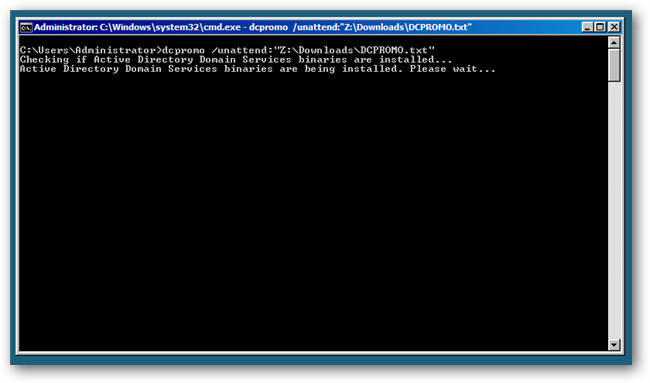 Administrator: C:\Windows\system32\cmd.exe - dcpromo /unattend:"Z:\Downloads\DCPROMO.txt"
C:\Users\Administrator>dcpromo /unattend:"Z:\Downloads\DCPROMO.txt"
Checking if Active Directory Domain Services binaries are installed...
Active Directory Domain Services binaries are being installed. Please wait...